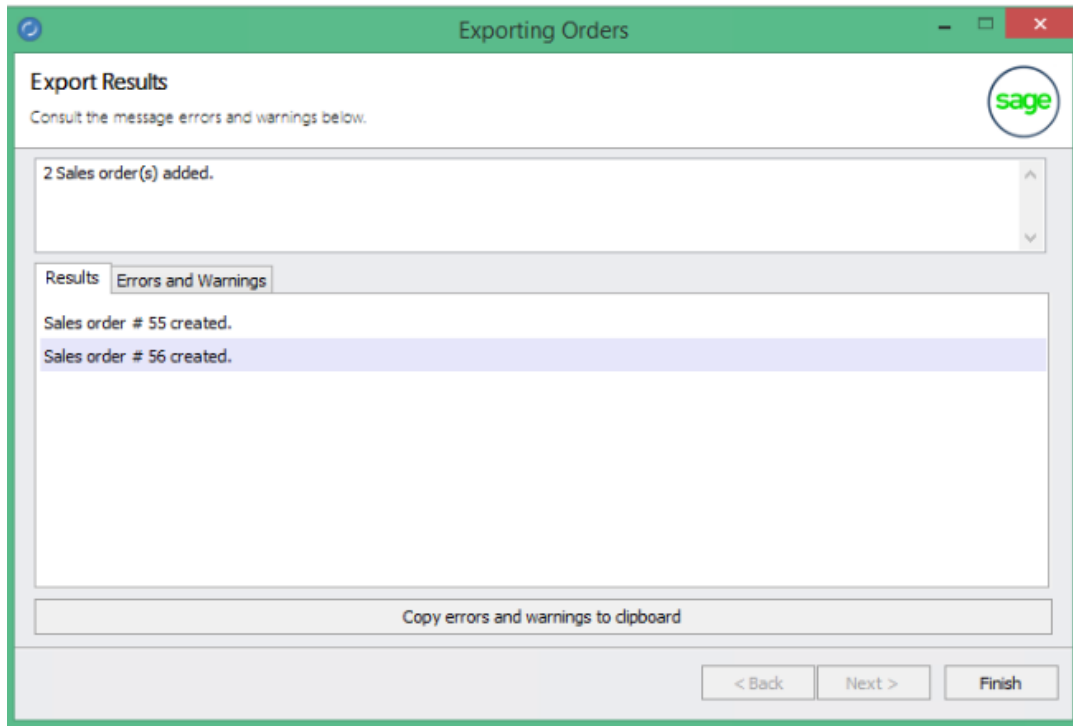 Exporting Orders
Export Results
Consult the message errors and warnings below.
sage
2 Sales order(s) added.
Results
Errors and Warnings
Sales order # 55 created.
Sales order # 56 created.
Copy errors and warnings to clipboard
< Back
Next >
Finish